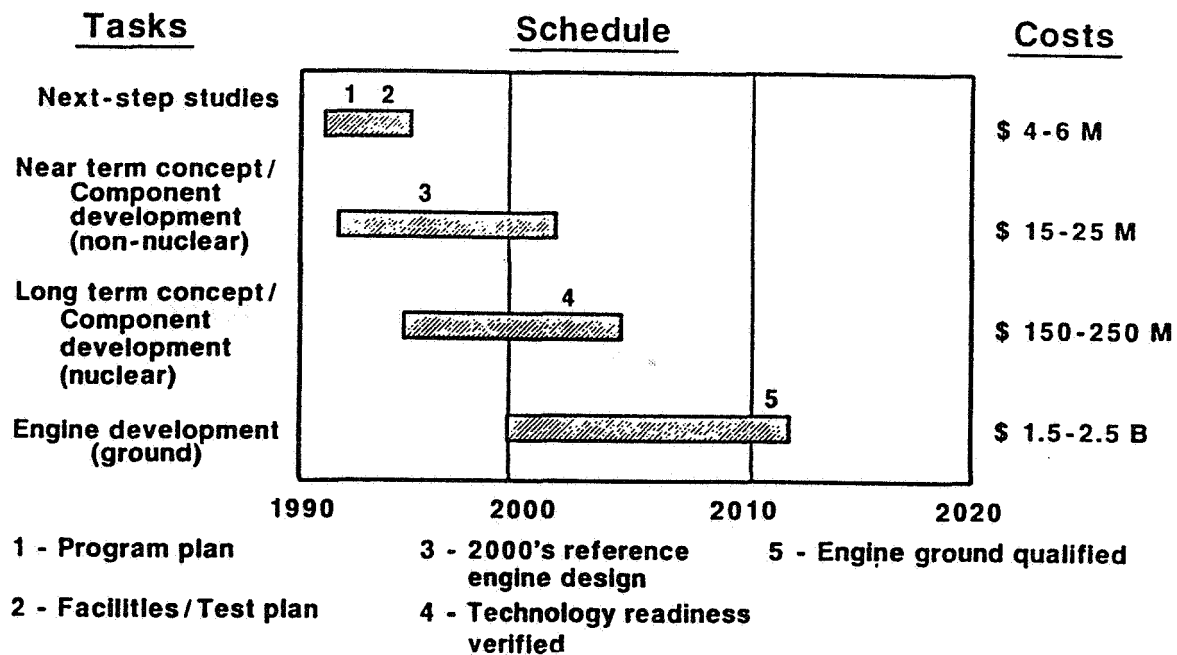 Tasks
Schedule
Costs
Next-step studies
1 2
$ 4-6 M
Near term concept/
Component
development
(non-nuclear)
3
$ 15-25 M
Long term concept/
Component
development
(nuclear)
4
$ 150-250 M
Engine development
(ground)
5
$ 1.5-2.5 B
1990 2000 2010 2020
1 - Program plan
2 - Facilities/Test plan
3 - 2000's reference
engine design
4 - Technology readiness
verified
5 - Engine ground qualified